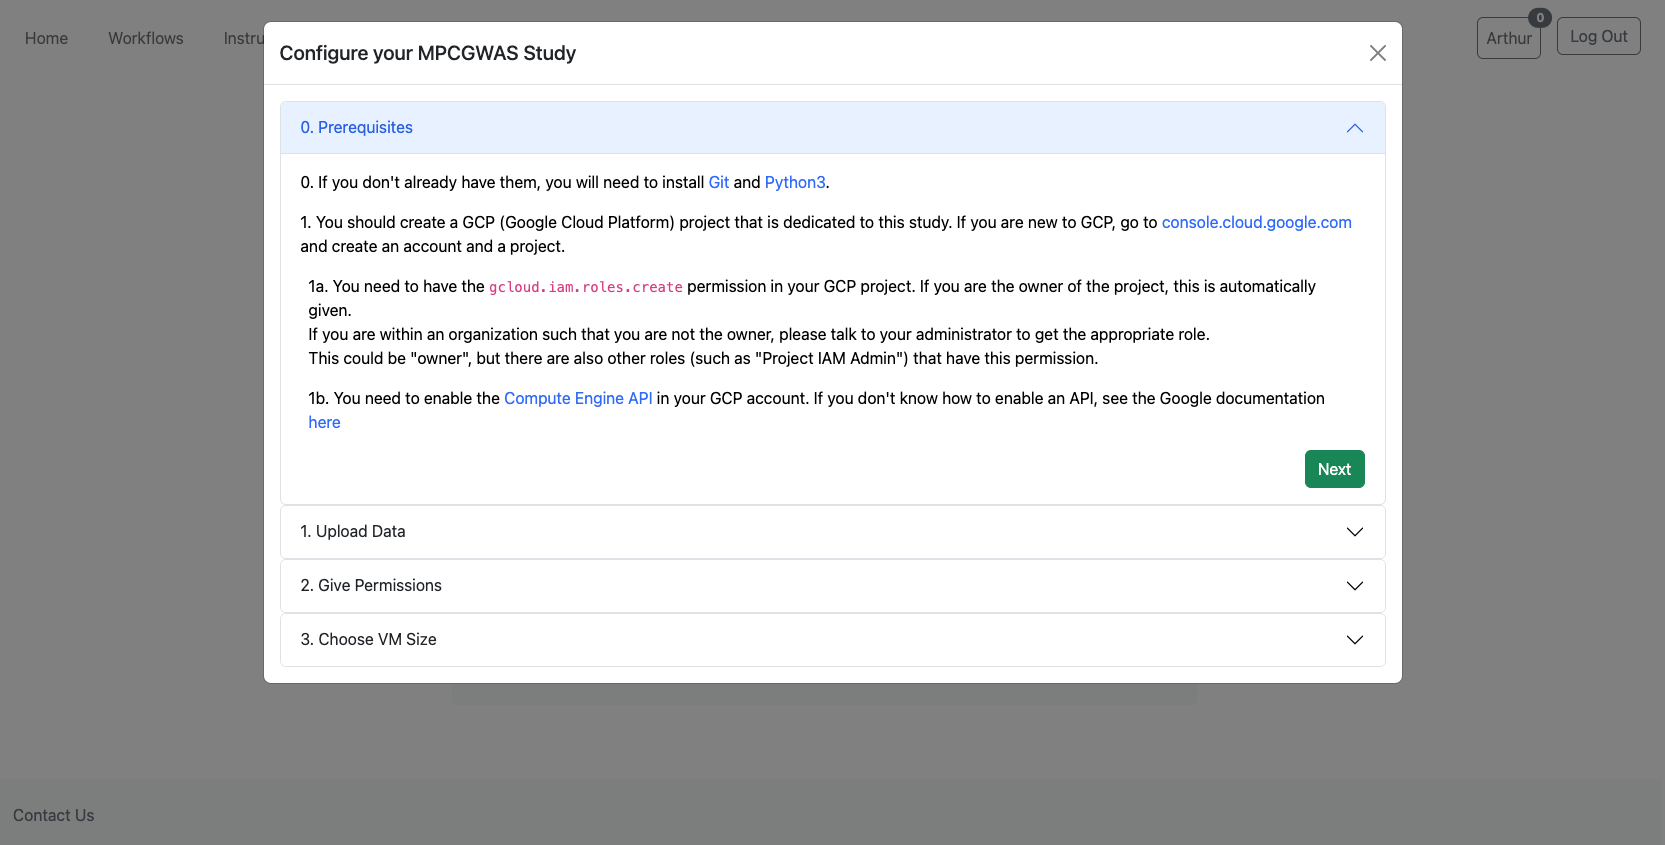 Home
Workflows
Instru
0
Arthur
Log Out
Configure your MPCGWAS Study
0. Prerequisites
0. If you don't already have them, you will need to install Git and Python3.
1. You should create a GCP (Google Cloud Platform) project that is dedicated to this study. If you are new to GCP, go to console.cloud.google.com
and create an account and a project.
1a. You need to have the gcloud.iam.roles.create permission in your GCP project. If you are the owner of the project, this is automatically
given.
If you are within an organization such that you are not the owner, please talk to your administrator to get the appropriate role.
This could be "owner", but there are also other roles (such as "Project IAM Admin") that have this permission.
1b. You need to enable the Compute Engine API in your GCP account. If you don't know how to enable an API, see the Google documentation
here
Next
1. Upload Data
2. Give Permissions
3. Choose VM Size
Contact Us